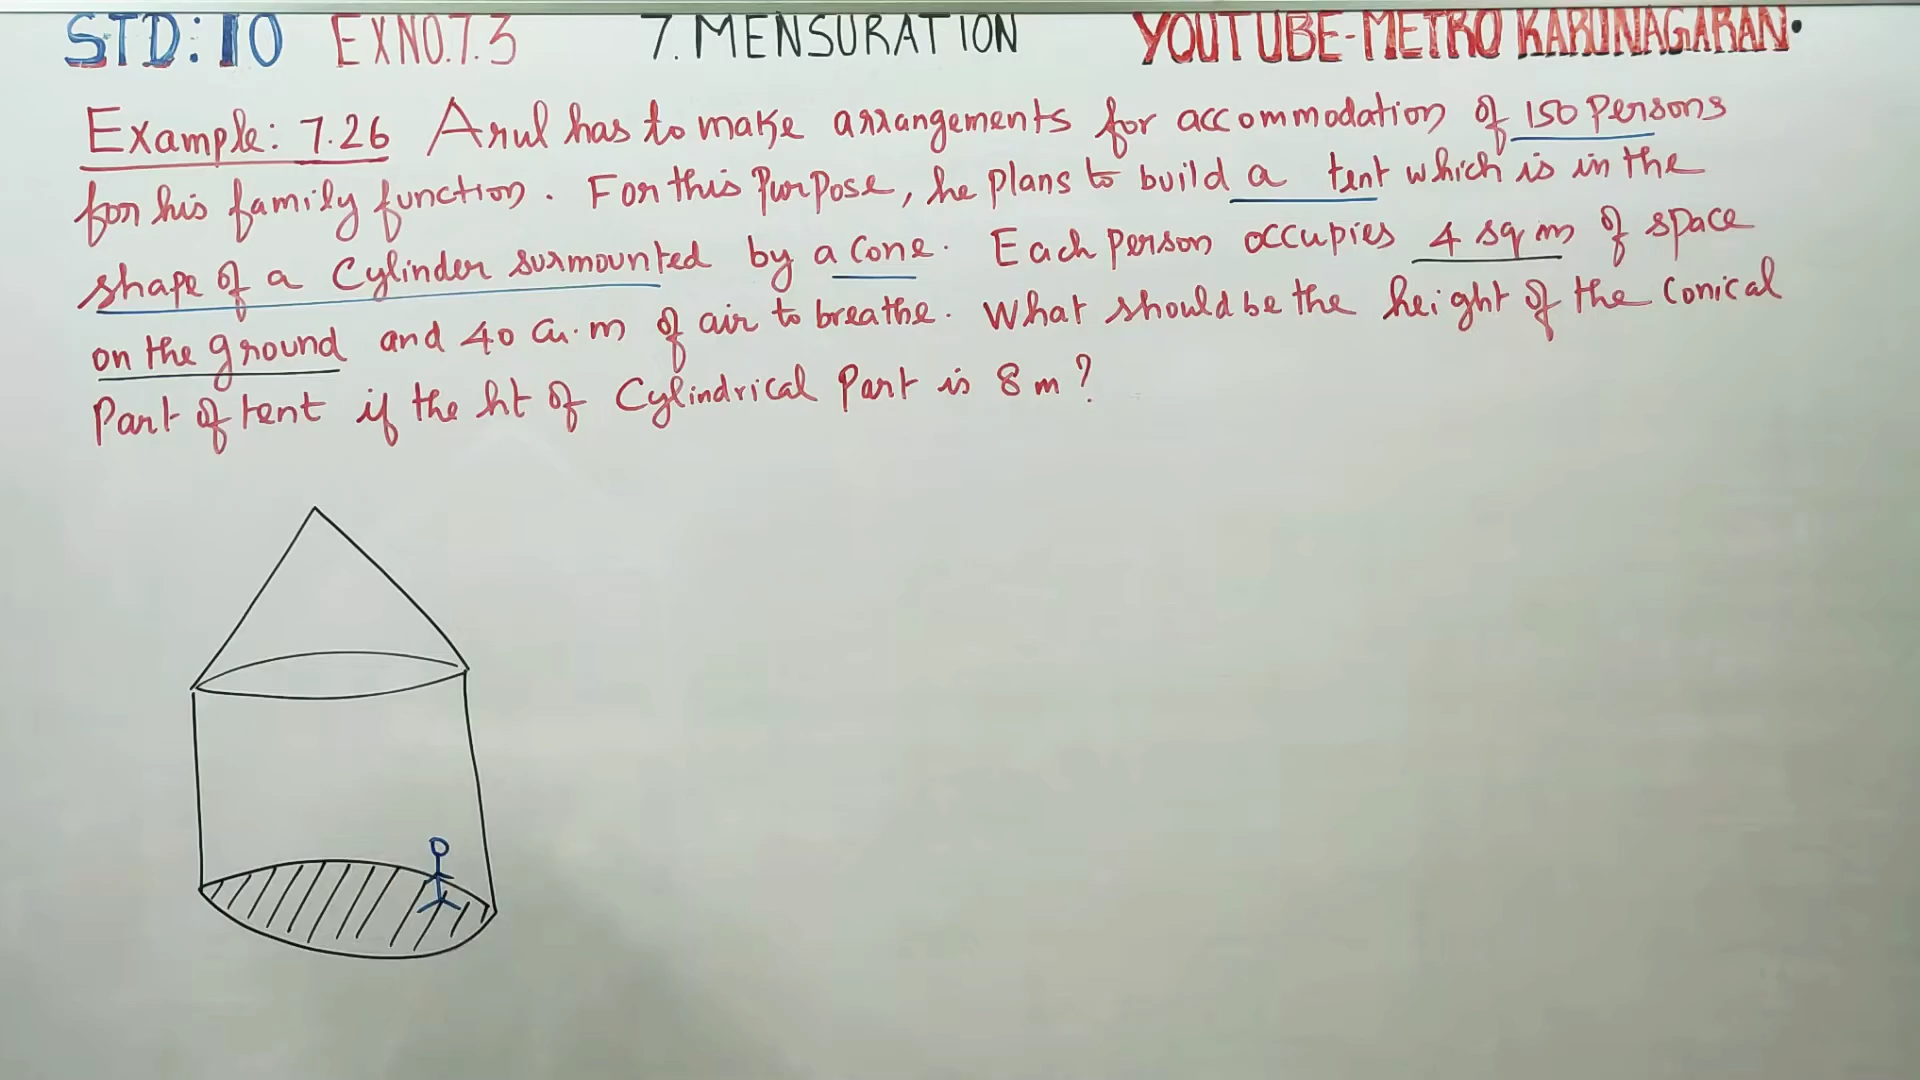 STD: 10 EXNO.7.3 7. MENSURATION YOUTUBE-METRO KARUNAGARAN.
Example: 7.26 Arul has to make arrangements for accommodation of 150 persons
for his family function. For this purpose, he plans to build a tent which is in the
shape of a Cylinder surmounted by a cone. Each person occupies 4 sq m of space
on the ground and 40 cu.m of air to breathe. What should be the height of the conical
Part of tent if the ht of Cylindrical Part is 8 m?